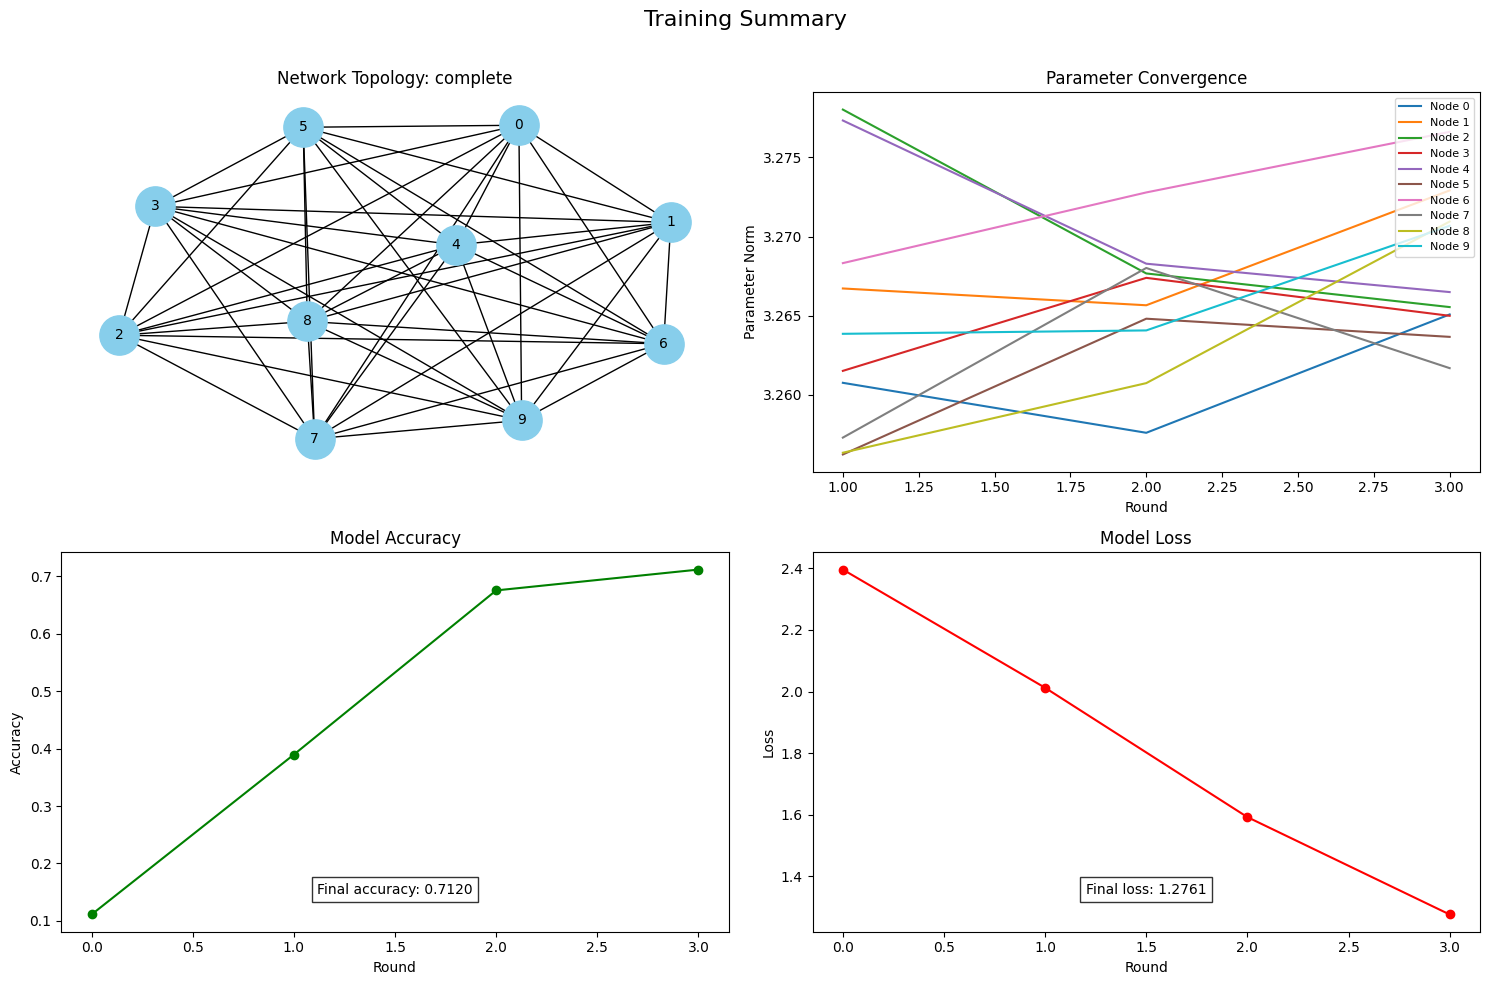 Training Summary
Network Topology: complete
5
0
3
1
4
8
2
6
9
7
Parameter Convergence
Parameter Norm
3.275
3.270
3.265
3.260
Node 0
Node 1
Node 2
Node 3
Node 4
Node 5
Node 6
Node 7
Node 8
Node 9
1.00 1.25 1.50 1.75 2.00 2.25 2.50 2.75 3.00
Round
Model Accuracy
Accuracy
0.7
0.6
0.5
0.4
0.3
0.2
0.1
Final accuracy: 0.7120
0.0 0.5 1.0 1.5 2.0 2.5 3.0
Round
Model Loss
Loss
2.4
2.2
2.0
1.8
1.6
1.4
Final loss: 1.2761
0.0 0.5 1.0 1.5 2.0 2.5 3.0
Round